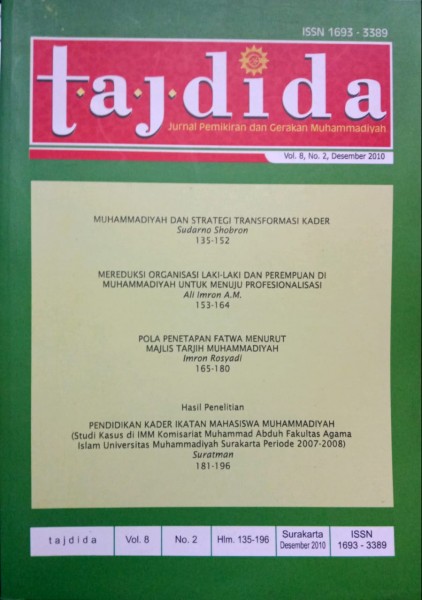 ISSN 1693 - 3389
t.a.j.dida
Jurnal Pemikiran dan Gerakan Muhammadiyah
Vol. 8, No. 2, Desember 2010
MUHAMMADIYAH DAN STRATEGI TRANSFORMASI KADER
Sudarno Shobron
135-152
MEREDUKSI ORGANISASI LAKI-LAKI DAN PEREMPUAN DI
MUHAMMADIYAH UNTUK MENUJU PROFESIONALISASI
Ali Imron A.M.
153-164
POLA PENETAPAN FATWA MENURUT
MAJLIS TARJIH MUHAMMADIYAH
Imron Rosyadi
165-180
Hasil Penelitian
PENDIDIKAN KADER IKATAN MAHASISWA MUHAMMADIYAH
(Studi Kasus di IMM Komisariat Muhammad Abduh Fakultas Agama
Islam Universitas Muhammadiyah Surakarta Periode 2007-2008)
Suratman
181-196
tajdida Vol. 8 No. 2 Hlm. 135-196 Surakarta Desember 2010 ISSN 1693 - 3389